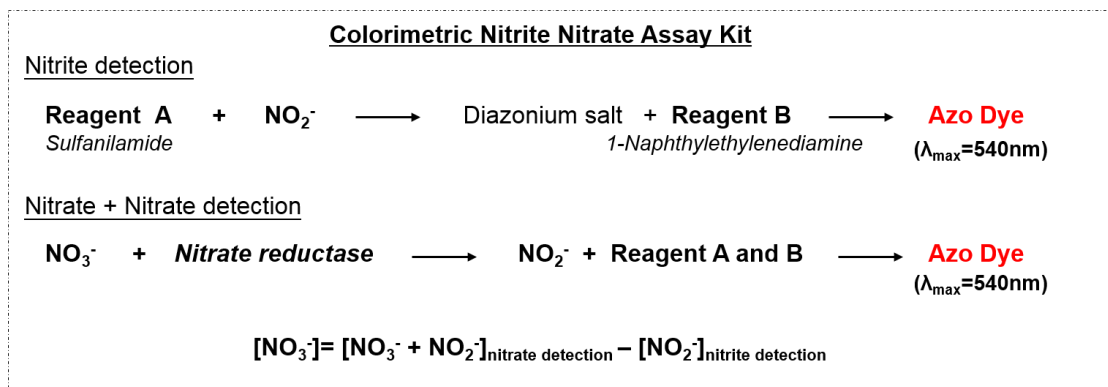 Colorimetric Nitrite Nitrate Assay Kit
Nitrite detection
Reagent A + NO₂⁻ ⟶ Diazonium salt + Reagent B ⟶ Azo Dye
Sulfanilamide 1-Naphthylethylenediamine (λmax=540nm)
Nitrate + Nitrate detection
NO₃⁻ + Nitrate reductase ⟶ NO₂⁻ + Reagent A and B ⟶ Azo Dye
(λmax=540nm)
[NO₃⁻]= [NO₃⁻ + NO₂⁻]nitrate detection – [NO₂⁻]nitrite detection